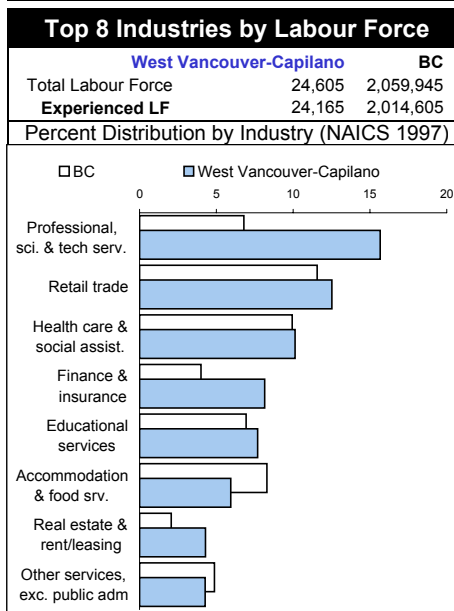 Top 8 Industries by Labour Force
West Vancouver-Capilano BC
Total Labour Force 24,605 2,059,945
Experienced LF 24,165 2,014,605
Percent Distribution by Industry (NAICS 1997)
BC West Vancouver-Capilano
0 5 10 15 20
Professional,
sci. & tech serv.
Retail trade
Health care &
social assist.
Finance &
insurance
Educational
services
Accommodation
& food srv.
Real estate &
rent/leasing
Other services,
exc. public adm